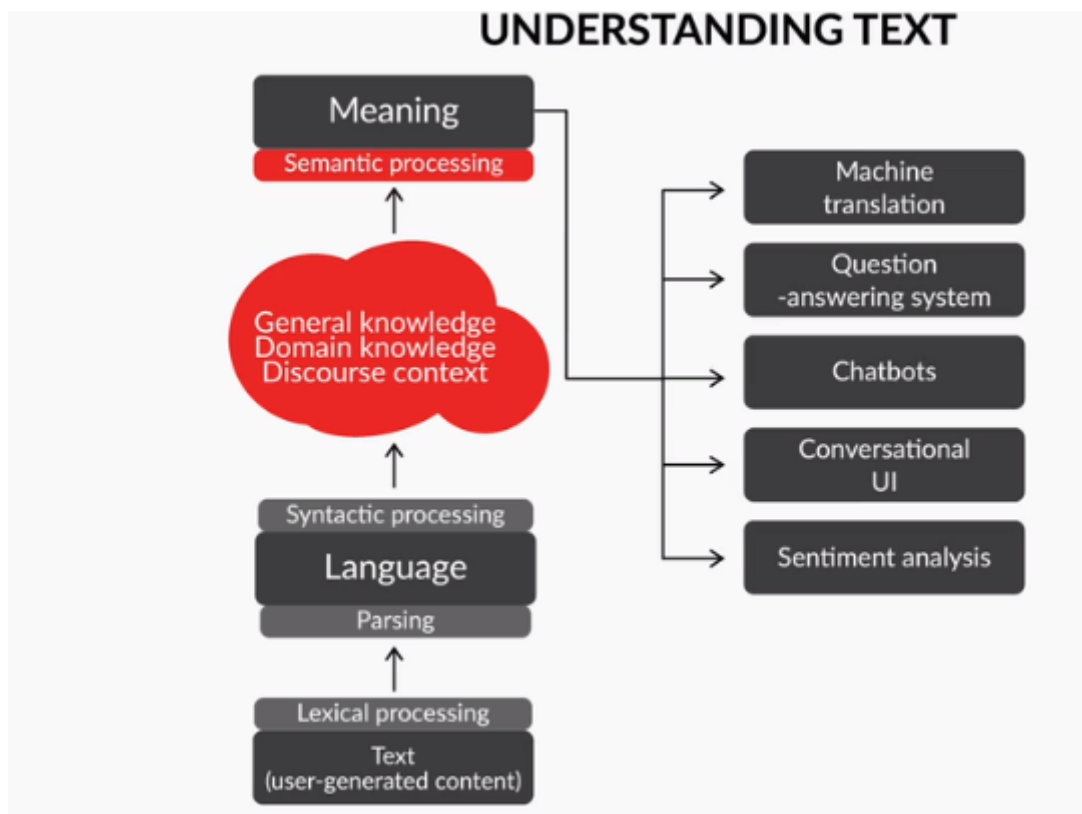 UNDERSTANDING TEXT
Meaning
Semantic processing
General knowledge
Domain knowledge
Discourse context
Syntactic processing
Language
Parsing
Lexical processing
Text
(user-generated content)
Machine
translation
Question
-answering system
Chatbots
Conversational
UI
Sentiment analysis